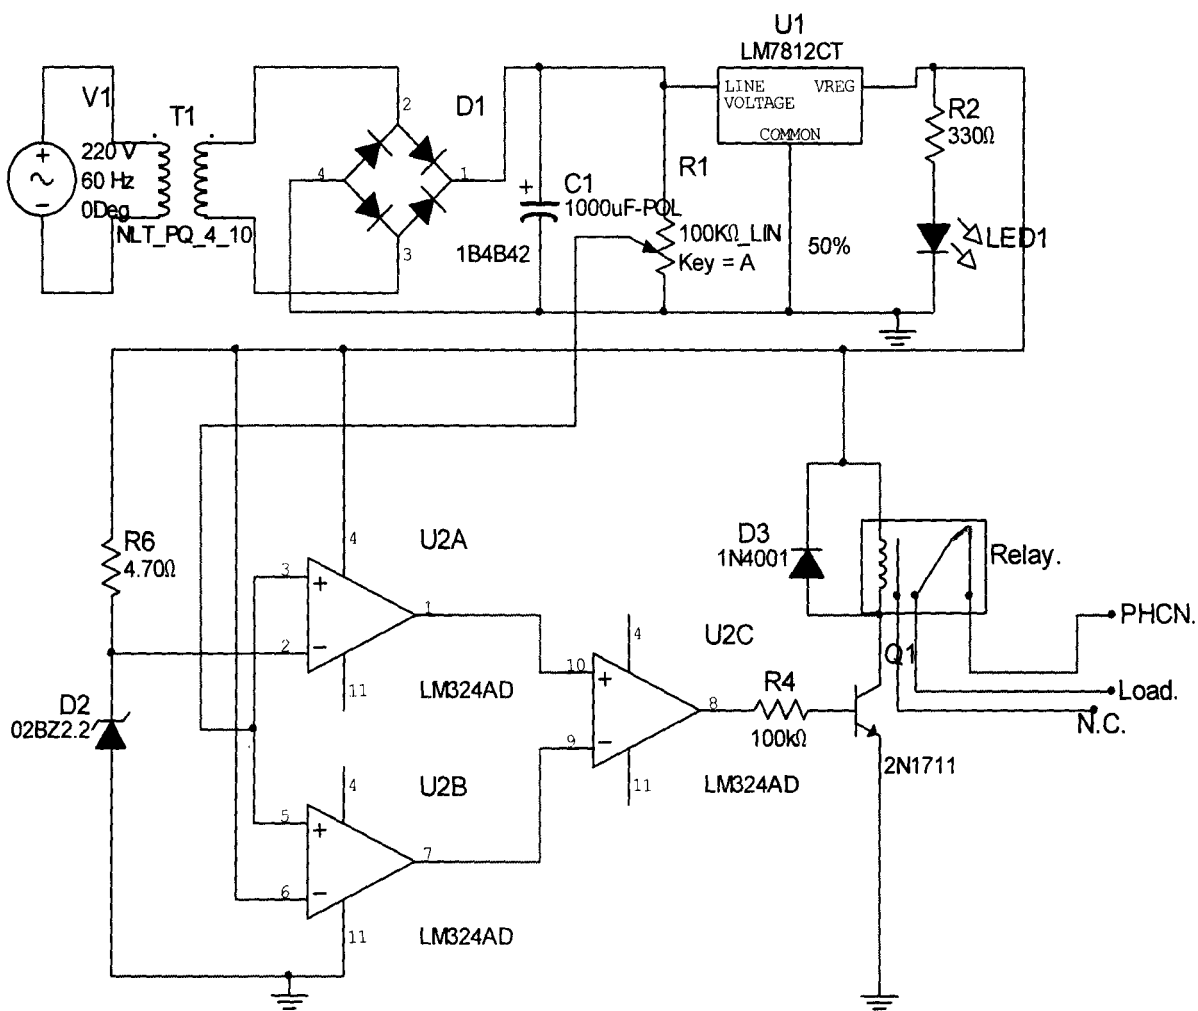 U1
LM7812CT
V1
T1
2
D1
LINE
VOLTAGE
VREG
COMMON
R2
330Ω
220 V
60 Hz
0Deg
NLT_PQ_4_10
4
1
3
1B4B42
+
C1
1000uF-POL
R1
100KΩ_LIN
Key = A
50%
LED1
R6
4.70Ω
4
U2A
3
+
1
2
−
11
LM324AD
D3
1N4001
Relay.
PHCN.
Load.
N.C.
4
U2C
10
+
8
9
−
11
LM324AD
R4
100kΩ
Q1
2N1711
D2
02BZ2.2
4
U2B
5
+
7
6
−
11
LM324AD